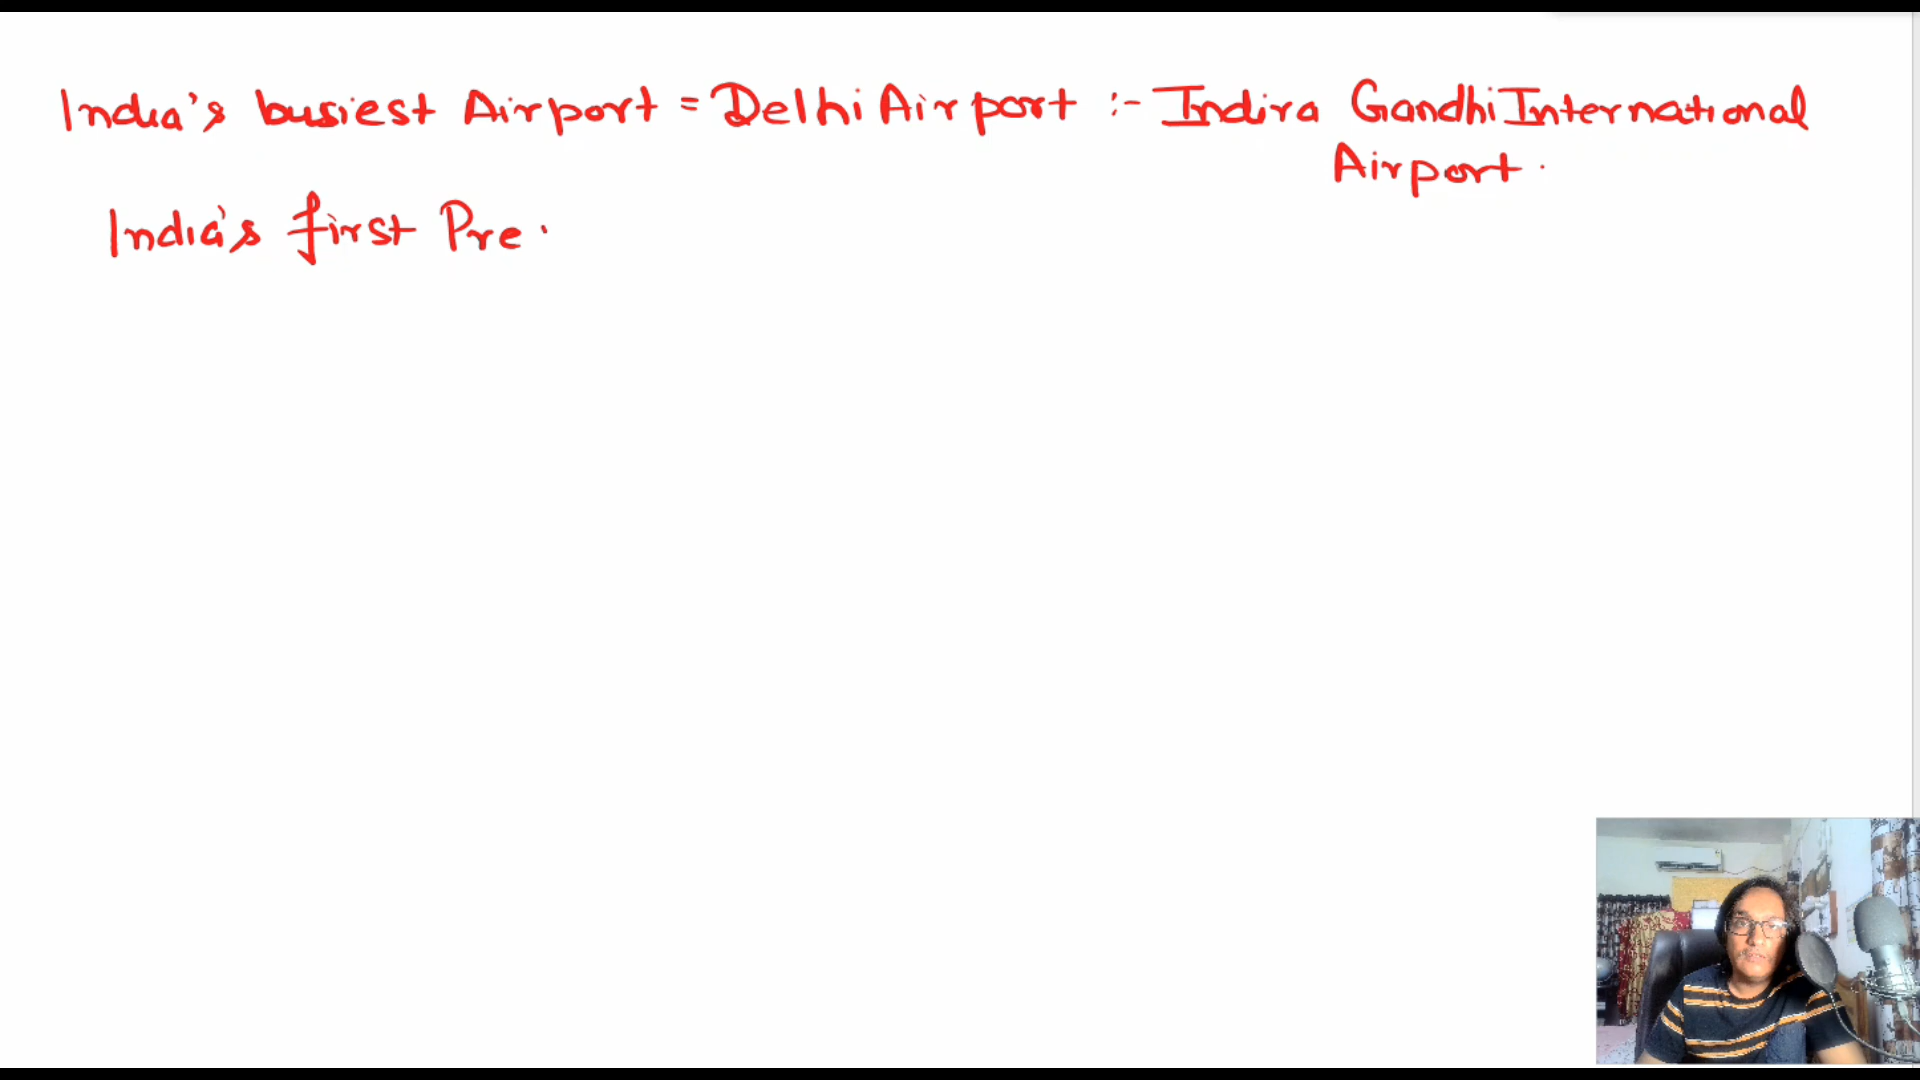 India's busiest Airport = Delhi Airport :- Indira Gandhi International
Airport.
India's first Pre.